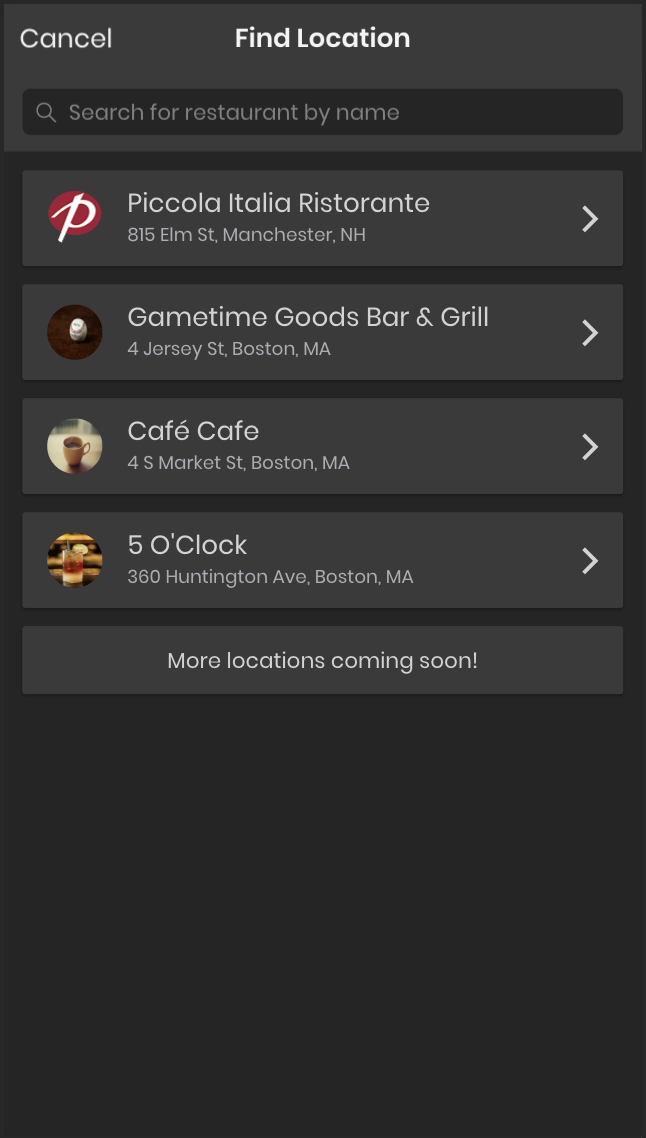 Cancel
Find Location
Search for restaurant by name
Piccola Italia Ristorante
815 Elm St, Manchester, NH
Gametime Goods Bar & Grill
4 Jersey St, Boston, MA
Café Cafe
4 S Market St, Boston, MA
5 O'Clock
360 Huntington Ave, Boston, MA
More locations coming soon!